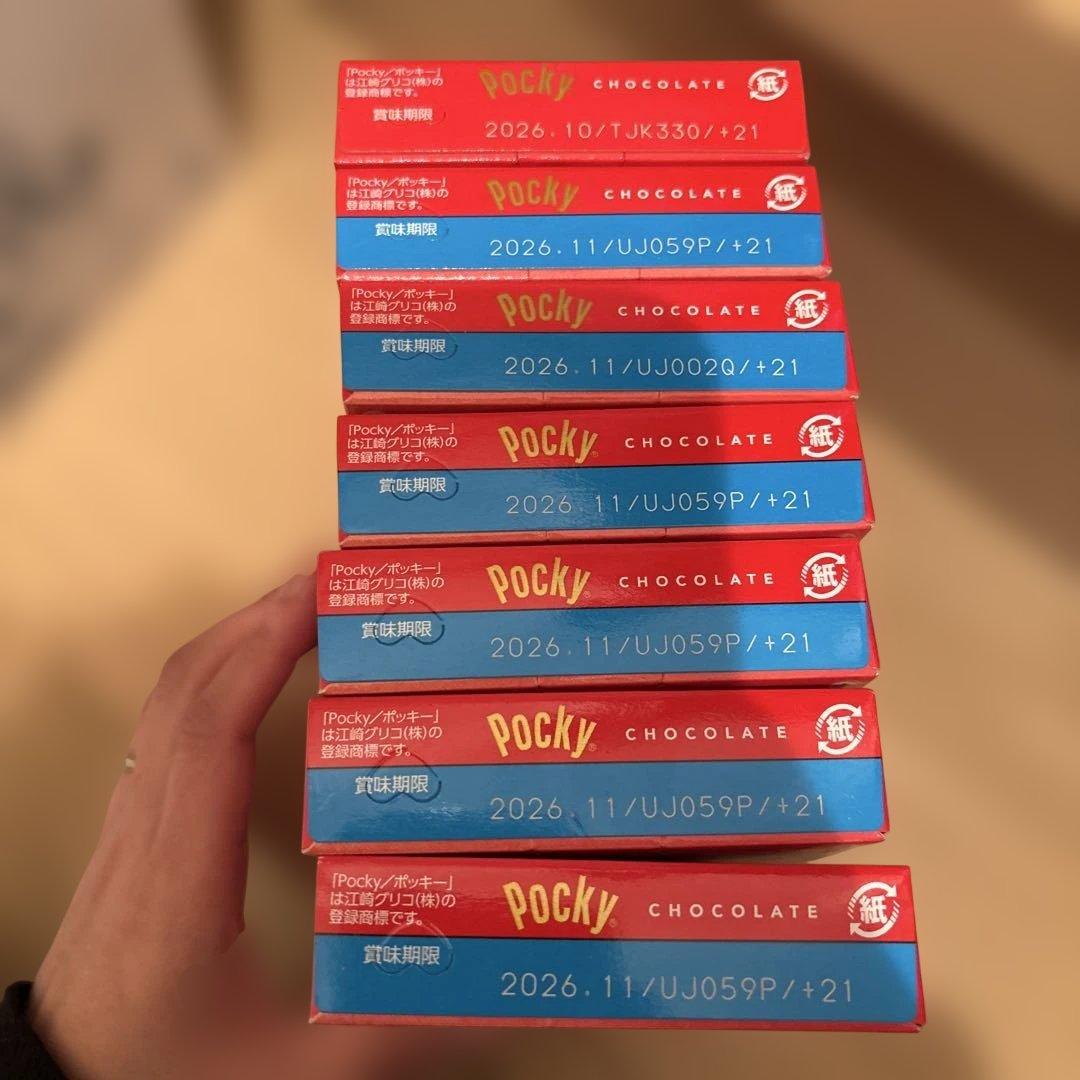 「Pocky／ポッキー」
は江崎グリコ(株)の
登録商標です。
Pocky CHOCOLATE 紙
賞味期限
2026.10/TJK330/+21
「Pocky／ポッキー」
は江崎グリコ(株)の
登録商標です。
Pocky CHOCOLATE 紙
賞味期限
2026.11/UJ059P/+21
「Pocky／ポッキー」
は江崎グリコ(株)の
登録商標です。
Pocky CHOCOLATE 紙
賞味期限
2026.11/UJ002Q/+21
「Pocky／ポッキー」
は江崎グリコ(株)の
登録商標です。
Pocky® CHOCOLATE 紙
賞味期限
2026.11/UJ059P/+21
「Pocky／ポッキー」
は江崎グリコ(株)の
登録商標です。
Pocky® CHOCOLATE 紙
賞味期限
2026.11/UJ059P/+21
「Pocky／ポッキー」
は江崎グリコ(株)の
登録商標です。
Pocky® CHOCOLATE 紙
賞味期限
2026.11/UJ059P/+21
「Pocky／ポッキー」
は江崎グリコ(株)の
登録商標です。
Pocky® CHOCOLATE 紙
賞味期限
2026.11/UJ059P/+21